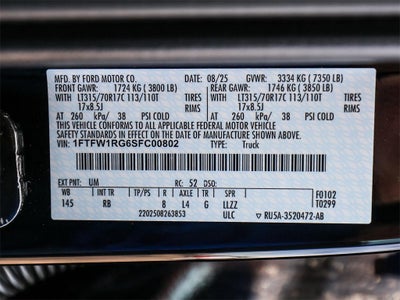 MFD. BY FORD MOTOR CO. 08/25 GVWR: 3334 KG ( 7350 LB)
FRONT GAWR: 1724 KG ( 3800 LB) REAR GAWR: 1746 KG ( 3850 LB)
WITH LT315/70R17C 113/110T TIRES WITH LT315/70R17C 113/110T TIRES
17x8.5J RIMS 17x8.5J RIMS
AT 260 kPa/ 38 PSI COLD AT 260 kPa/ 38 PSI COLD
THIS VEHICLE CONFORMS TO ALL APPLICABLE FEDERAL MOTOR VEHICLE
SAFETY AND THEFT PREVENTION STANDARDS IN EFFECT ON THE DATE OF
MANUFACTURE SHOWN ABOVE.
VIN: 1FTFW1RG6SFC00802 TYPE: Truck
EXT PNT: UM RC: 52 DSO:
WB INT TR TP/PS R AXLE TR SPR F0102
145 RB 8 L4 G LLZZ T0299
2202508263853 ULC RU5A-3520472-AB